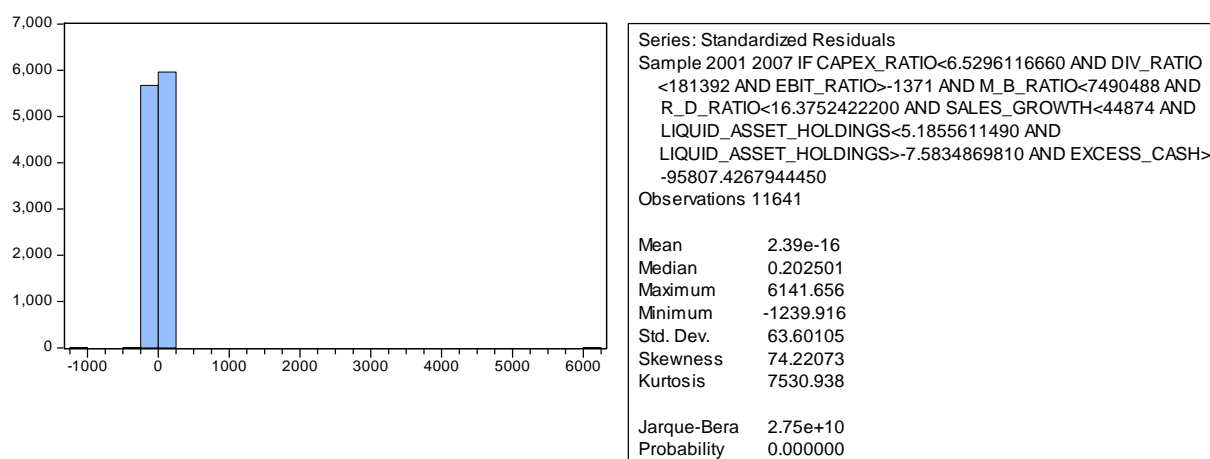 7,000
6,000
5,000
4,000
3,000
2,000
1,000
0
-1000 0 1000 2000 3000 4000 5000 6000
Series: Standardized Residuals
Sample 2001 2007 IF CAPEX_RATIO<6.5296116660 AND DIV_RATIO
<181392 AND EBIT_RATIO>-1371 AND M_B_RATIO<7490488 AND
R_D_RATIO<16.3752422200 AND SALES_GROWTH<44874 AND
LIQUID_ASSET_HOLDINGS<5.1855611490 AND
LIQUID_ASSET_HOLDINGS>-7.5834869810 AND EXCESS_CASH>
-95807.4267944450
Observations 11641
Mean 2.39e-16
Median 0.202501
Maximum 6141.656
Minimum -1239.916
Std. Dev. 63.60105
Skewness 74.22073
Kurtosis 7530.938
Jarque-Bera 2.75e+10
Probability 0.000000